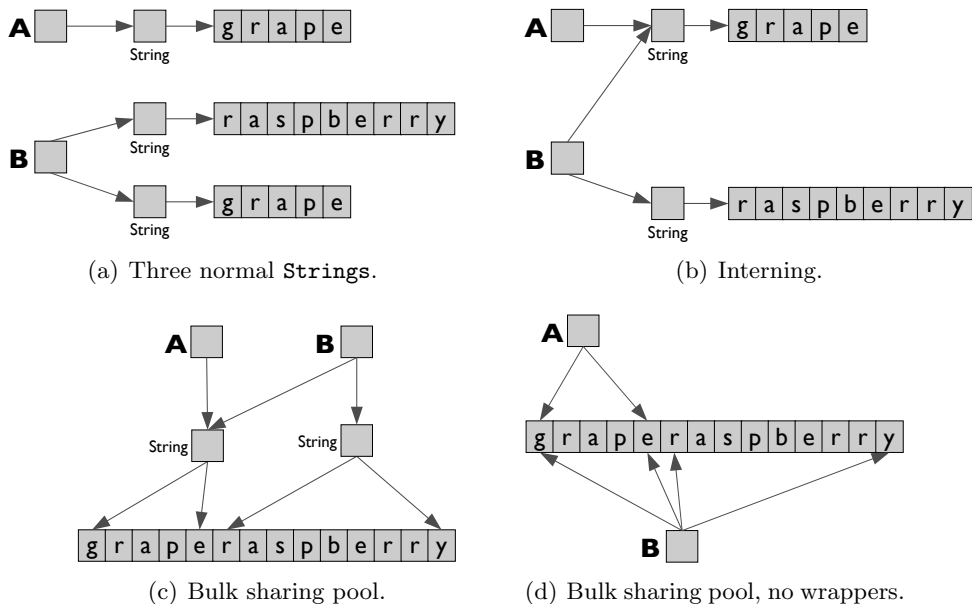 A g r a p e
String
B r a s p b e r r y
String
g r a p e
String
(a) Three normal Strings.
A g r a p e
String
B
r a s p b e r r y
String
(b) Interning.
A B
String String
g r a p e r a s p b e r r y
(c) Bulk sharing pool.
A
g r a p e r a s p b e r r y
B
(d) Bulk sharing pool, no wrappers.